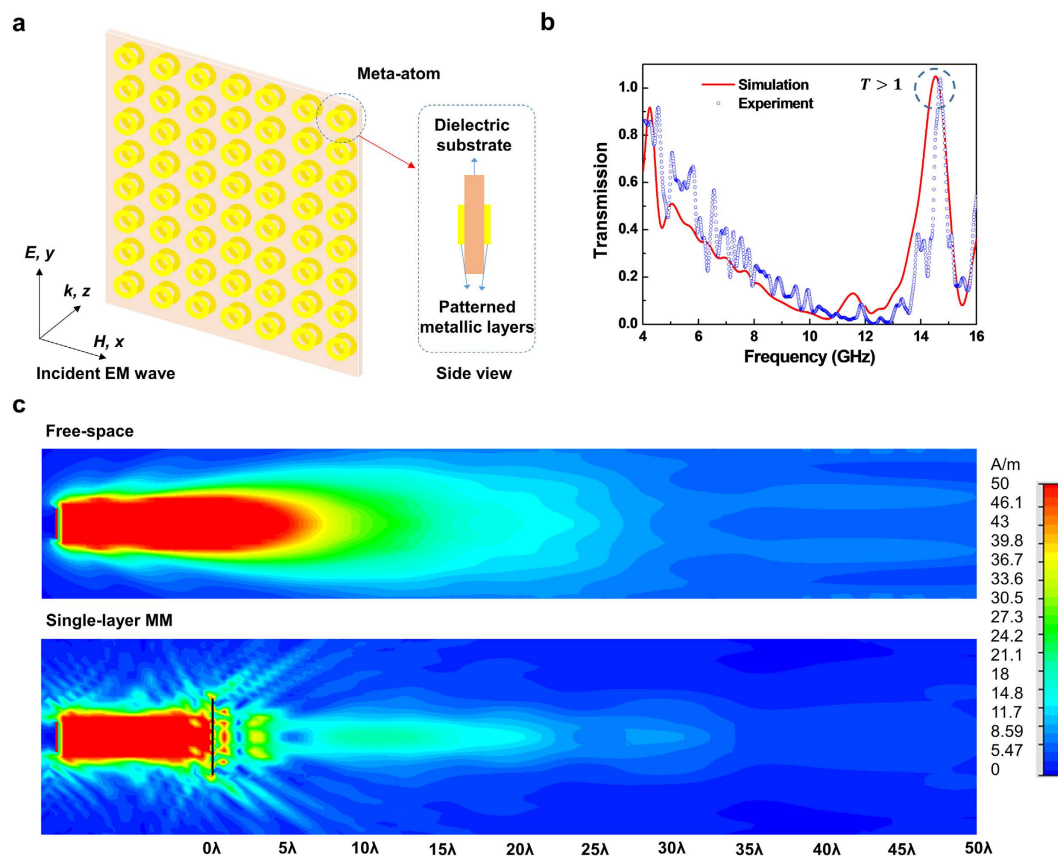 a
Meta-atom
Dielectric
substrate
E, y
k, z
H, x
Incident EM wave
Patterned
metallic layers
Side view
b
1.0
0.8
0.6
0.4
0.2
0.0
Transmission
Simulation
Experiment
T > 1
4
6
8
10
12
14
16
Frequency (GHz)
c
Free-space
Single-layer MM
0λ
5λ
10λ
15λ
20λ
25λ
30λ
35λ
40λ
45λ
50λ
A/m
50
46.1
43
39.8
36.7
33.6
30.5
27.3
24.2
21.1
18
14.8
11.7
8.59
5.47
0